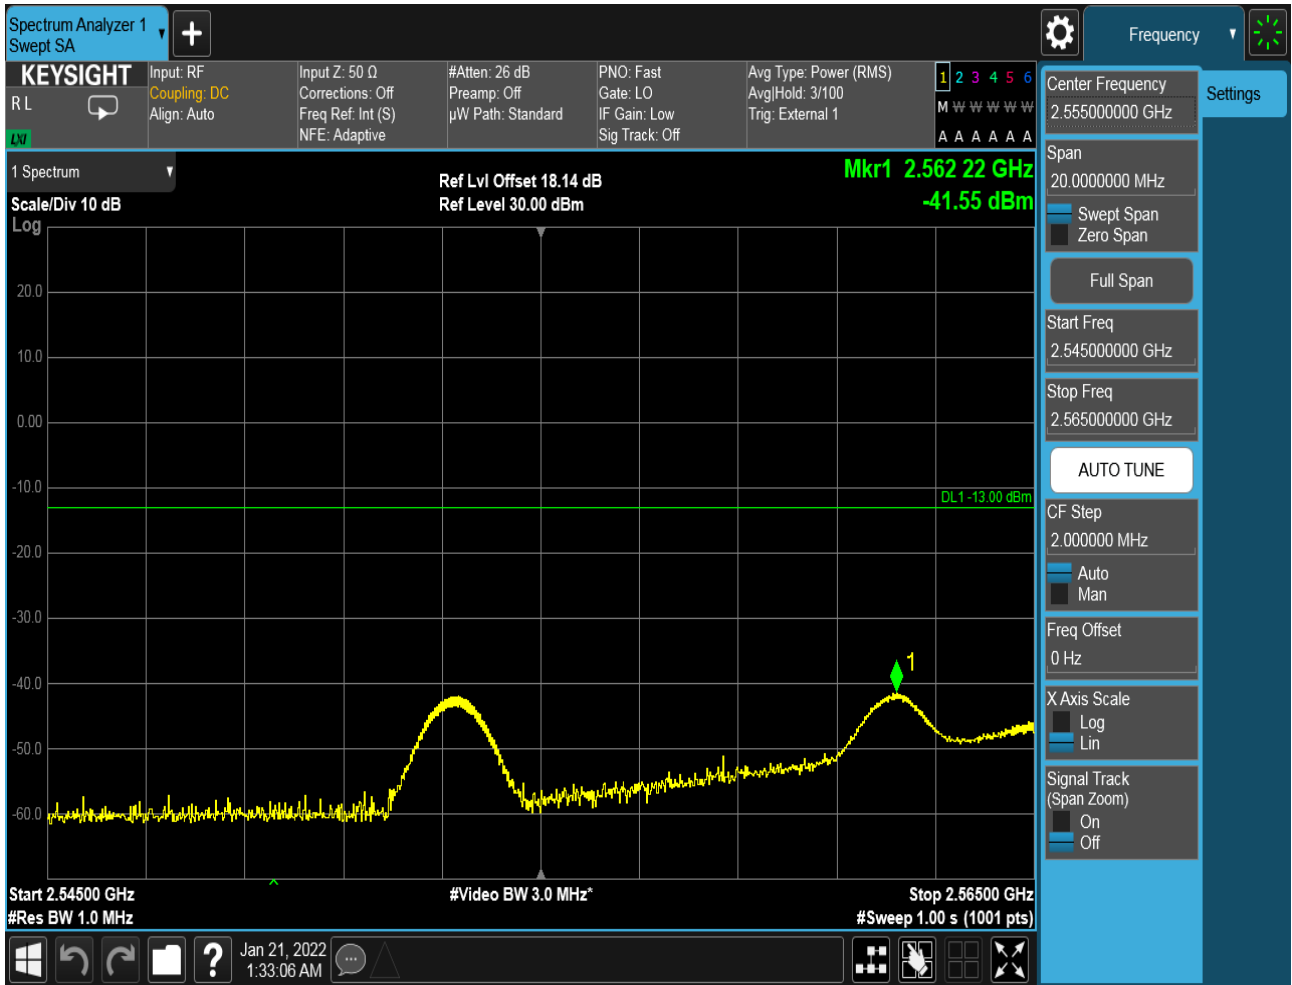 Spectrum Analyzer 1
Swept SA
Frequency
KEYSIGHT
R L
LXI
Input: RF
Coupling: DC
Align: Auto
Input Z: 50 Ω
Corrections: Off
Freq Ref: Int (S)
NFE: Adaptive
#Atten: 26 dB
Preamp: Off
µW Path: Standard
PNO: Fast
Gate: LO
IF Gain: Low
Sig Track: Off
Avg Type: Power (RMS)
Avg|Hold: 3/100
Trig: External 1
1 2 3 4 5 6
M W W W W W
A A A A A A
1 Spectrum
Scale/Div 10 dB
Log
Ref Lvl Offset 18.14 dB
Ref Level 30.00 dBm
Mkr1 2.562 22 GHz
-41.55 dBm
20.0
10.0
0.00
-10.0
-20.0
-30.0
-40.0
-50.0
-60.0
DL1 -13.00 dBm
1
Start 2.54500 GHz
#Res BW 1.0 MHz
#Video BW 3.0 MHz*
Stop 2.56500 GHz
#Sweep 1.00 s (1001 pts)
?
Jan 21, 2022
1:33:06 AM
Center Frequency
2.555000000 GHz
Settings
Span
20.0000000 MHz
Swept Span
Zero Span
Full Span
Start Freq
2.545000000 GHz
Stop Freq
2.565000000 GHz
AUTO TUNE
CF Step
2.000000 MHz
Auto
Man
Freq Offset
0 Hz
X Axis Scale
Log
Lin
Signal Track
(Span Zoom)
On
Off